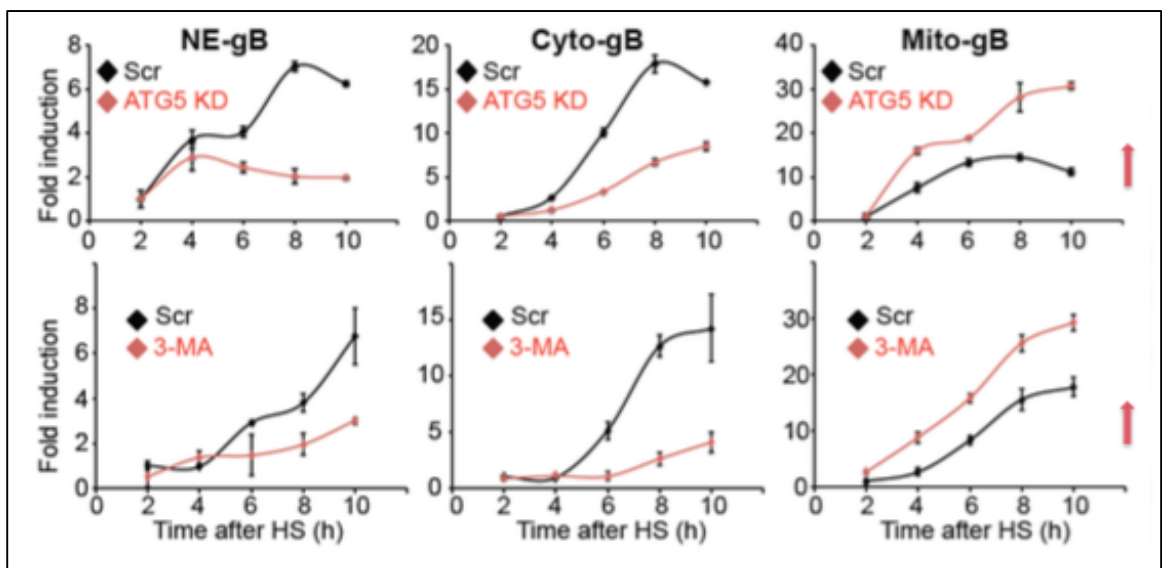 NE-gB Cyto-gB Mito-gB
8 20 40
Scr Scr Scr
ATG5 KD ATG5 KD ATG5 KD
6 15 30
4 10 20
2 5 10
0 0 0
Fold induction
0 2 4 6 8 10 0 2 4 6 8 10 0 2 4 6 8 10
8 15 30
Scr Scr Scr
3-MA 3-MA 3-MA
6 10 20
4 5 10
2
0 0 0
Fold induction
0 2 4 6 8 10 0 2 4 6 8 10 0 2 4 6 8 10
Time after HS (h) Time after HS (h) Time after HS (h)